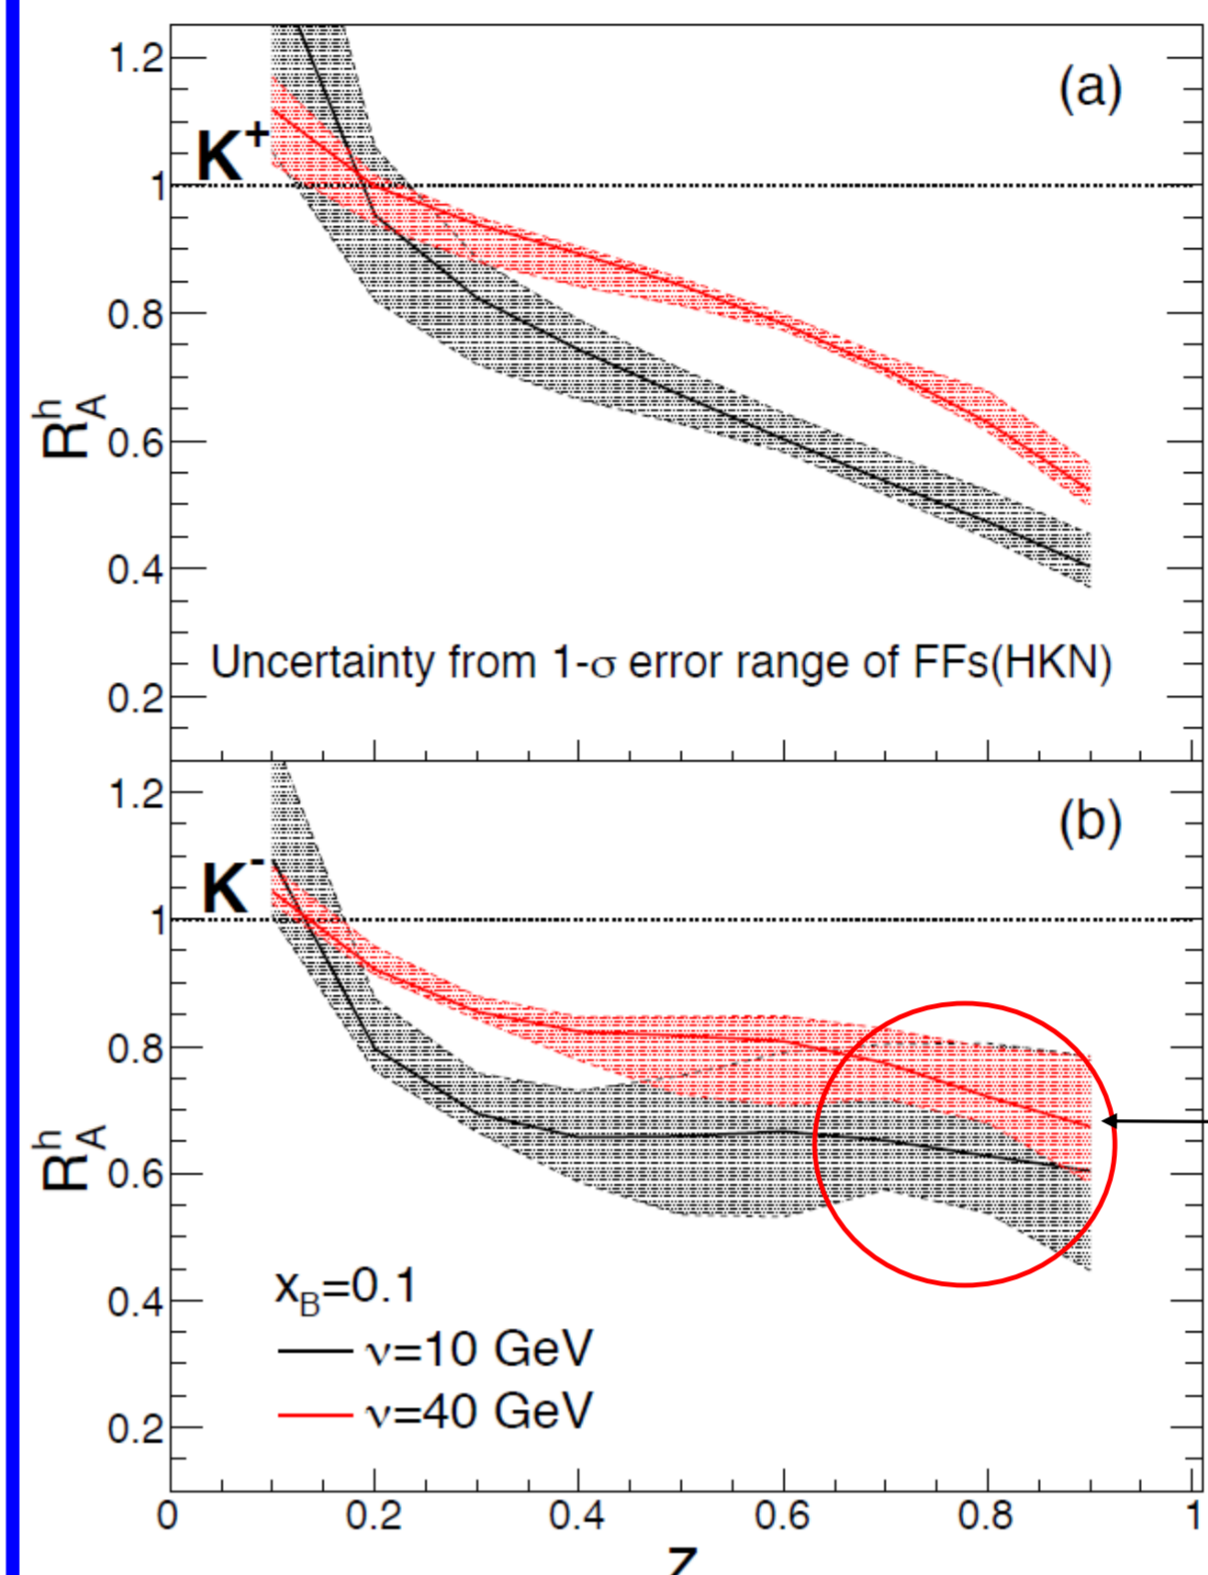 (a)
K+
1.2
1
0.8
0.6
0.4
0.2
R_A^h
Uncertainty from 1-σ error range of FFs(HKN)
(b)
K-
1.2
1
0.8
0.6
0.4
0.2
R_A^h
x_B=0.1
ν=10 GeV
ν=40 GeV
0 0.2 0.4 0.6 0.8 1
z